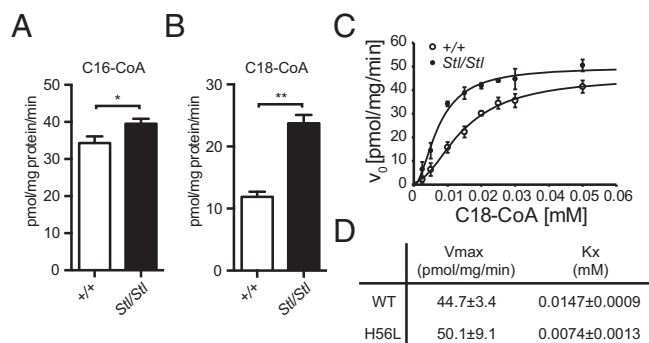 A
C16-CoA
pmol/mg protein/min
50
40
30
20
10
0
*
+/+
Stl/Stl
B
C18-CoA
pmol/mg protein/min
30
20
10
0
**
+/+
Stl/Stl
C
+/+
Stl/Stl
v0 [pmol/mg/min]
60
50
40
30
20
10
0
0 0.01 0.02 0.03 0.04 0.05 0.06
C18-CoA [mM]
D
Vmax (pmol/mg/min) Kx (mM)
WT 44.7±3.4 0.0147±0.0009
H56L 50.1±9.1 0.0074±0.0013